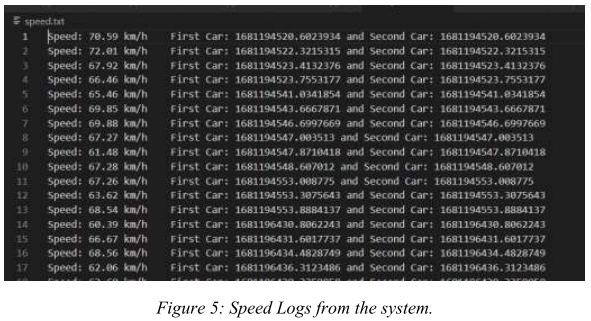 speed.txt
1 Speed: 70.59 km/h First Car: 1681194520.6023934 and Second Car: 1681194520.6023934
2 Speed: 72.01 km/h First Car: 1681194522.3215315 and Second Car: 1681194522.3215315
3 Speed: 67.92 km/h First Car: 1681194523.4132376 and Second Car: 1681194523.4132376
4 Speed: 66.46 km/h First Car: 1681194523.7553177 and Second Car: 1681194523.7553177
5 Speed: 65.46 km/h First Car: 1681194541.0341854 and Second Car: 1681194541.0341854
6 Speed: 69.85 km/h First Car: 1681194543.6667871 and Second Car: 1681194543.6667871
7 Speed: 69.88 km/h First Car: 1681194546.6997669 and Second Car: 1681194546.6997669
8 Speed: 67.27 km/h First Car: 1681194547.003513 and Second Car: 1681194547.003513
9 Speed: 61.48 km/h First Car: 1681194547.8710418 and Second Car: 1681194547.8710418
10 Speed: 67.28 km/h First Car: 1681194548.607012 and Second Car: 1681194548.607012
11 Speed: 67.26 km/h First Car: 1681194553.008775 and Second Car: 1681194553.008775
12 Speed: 63.62 km/h First Car: 1681194553.3075643 and Second Car: 1681194553.3075643
13 Speed: 68.54 km/h First Car: 1681194553.8884137 and Second Car: 1681194553.8884137
14 Speed: 60.39 km/h First Car: 1681196430.8062243 and Second Car: 1681196430.8062243
15 Speed: 66.67 km/h First Car: 1681196431.6017737 and Second Car: 1681196431.6017737
16 Speed: 68.56 km/h First Car: 1681196434.4828749 and Second Car: 1681196434.4828749
17 Speed: 62.06 km/h First Car: 1681196436.3123486 and Second Car: 1681196436.3123486
Figure 5: Speed Logs from the system.